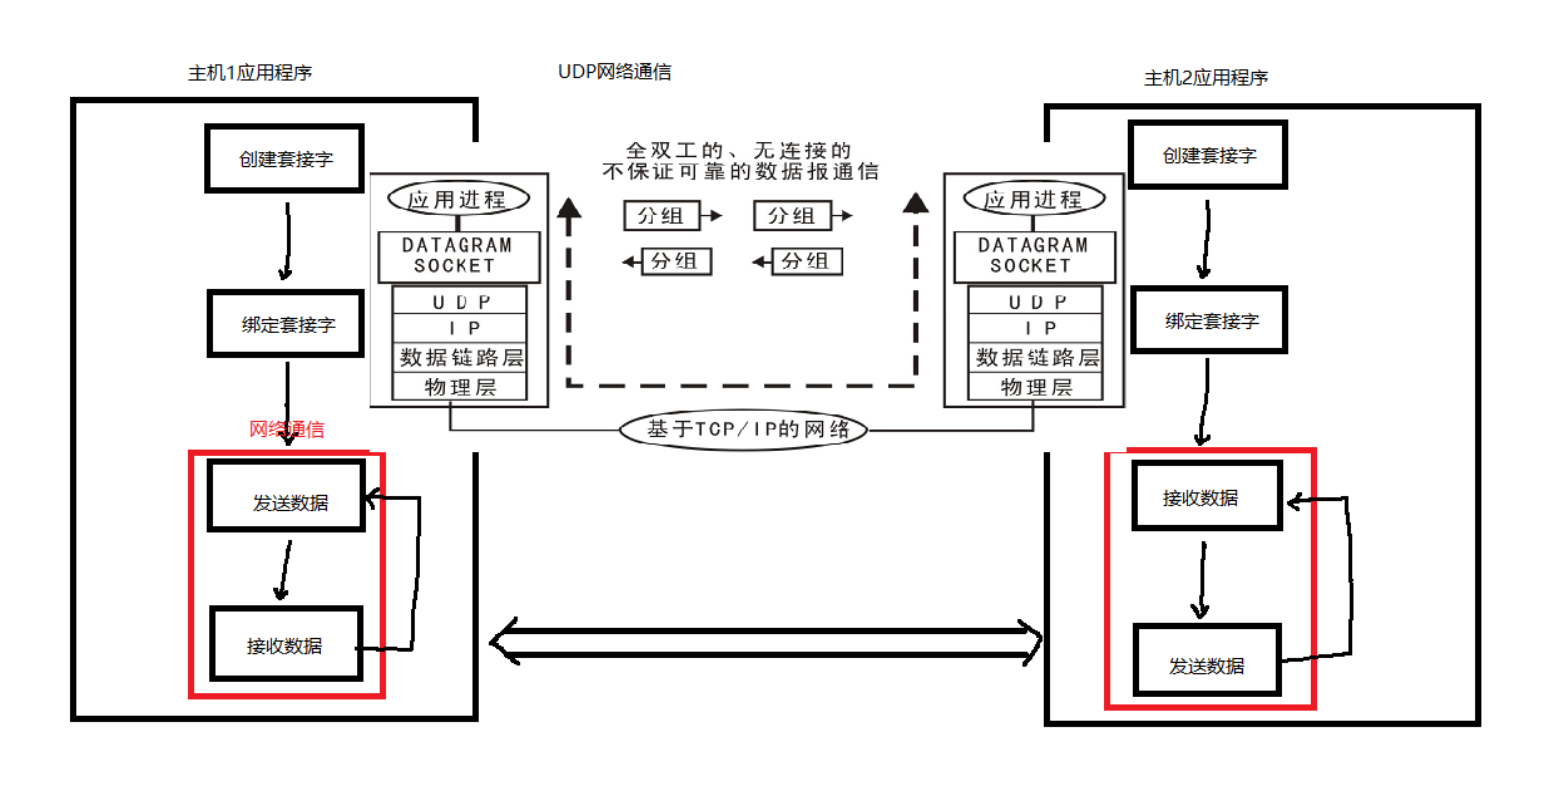 主机1应用程序
UDP网络通信
主机2应用程序
创建套接字
绑定套接字
网络通信
发送数据
接收数据
应用进程
DATAGRAM
SOCKET
UDP
IP
数据链路层
物理层
全双工的、无连接的
不保证可靠的数据报通信
分组
分组
分组
分组
基于TCP/IP的网络
应用进程
DATAGRAM
SOCKET
UDP
IP
数据链路层
物理层
创建套接字
绑定套接字
接收数据
发送数据